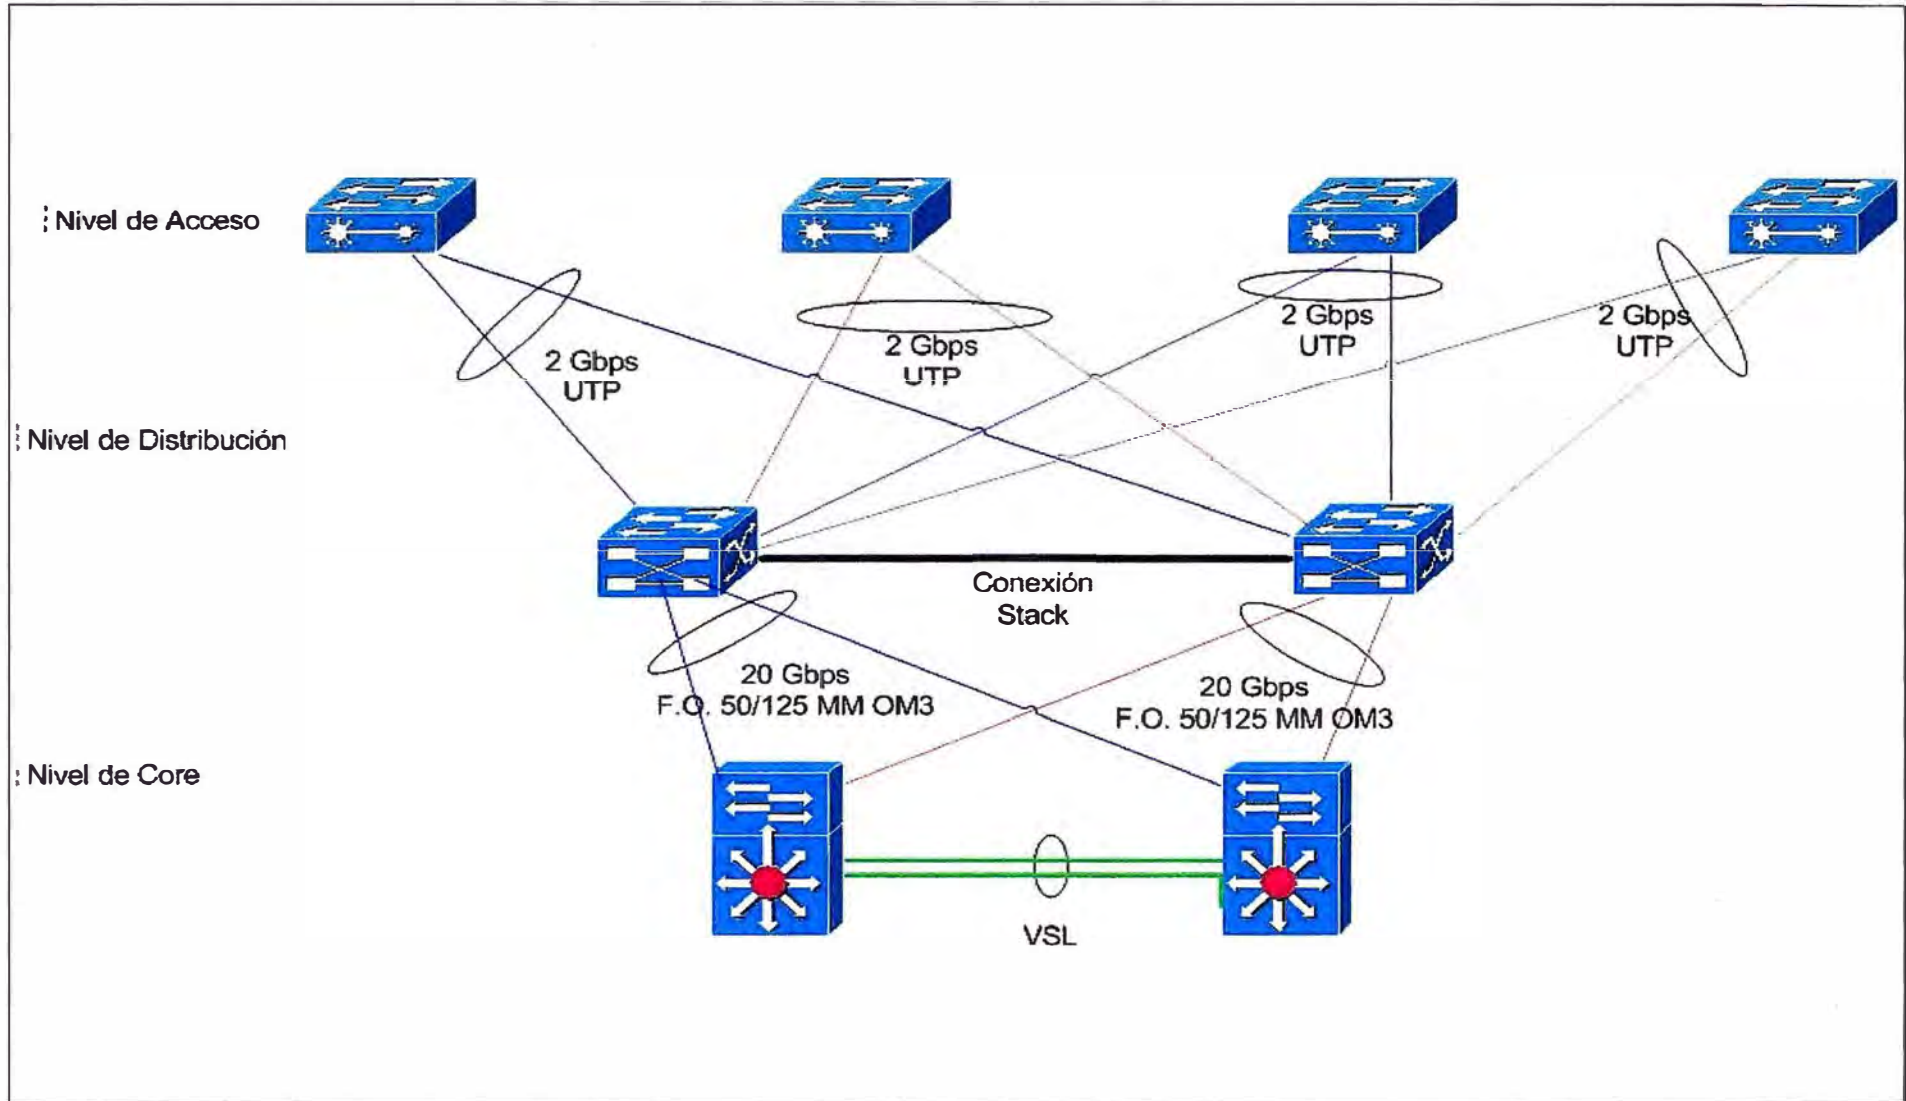 Nivel de Acceso
2 Gbps
UTP
2 Gbps
UTP
2 Gbps
UTP
2 Gbps
UTP
Nivel de Distribución
Conexión
Stack
20 Gbps
F.O. 50/125 MM OM3
20 Gbps
F.O. 50/125 MM OM3
Nivel de Core
VSL